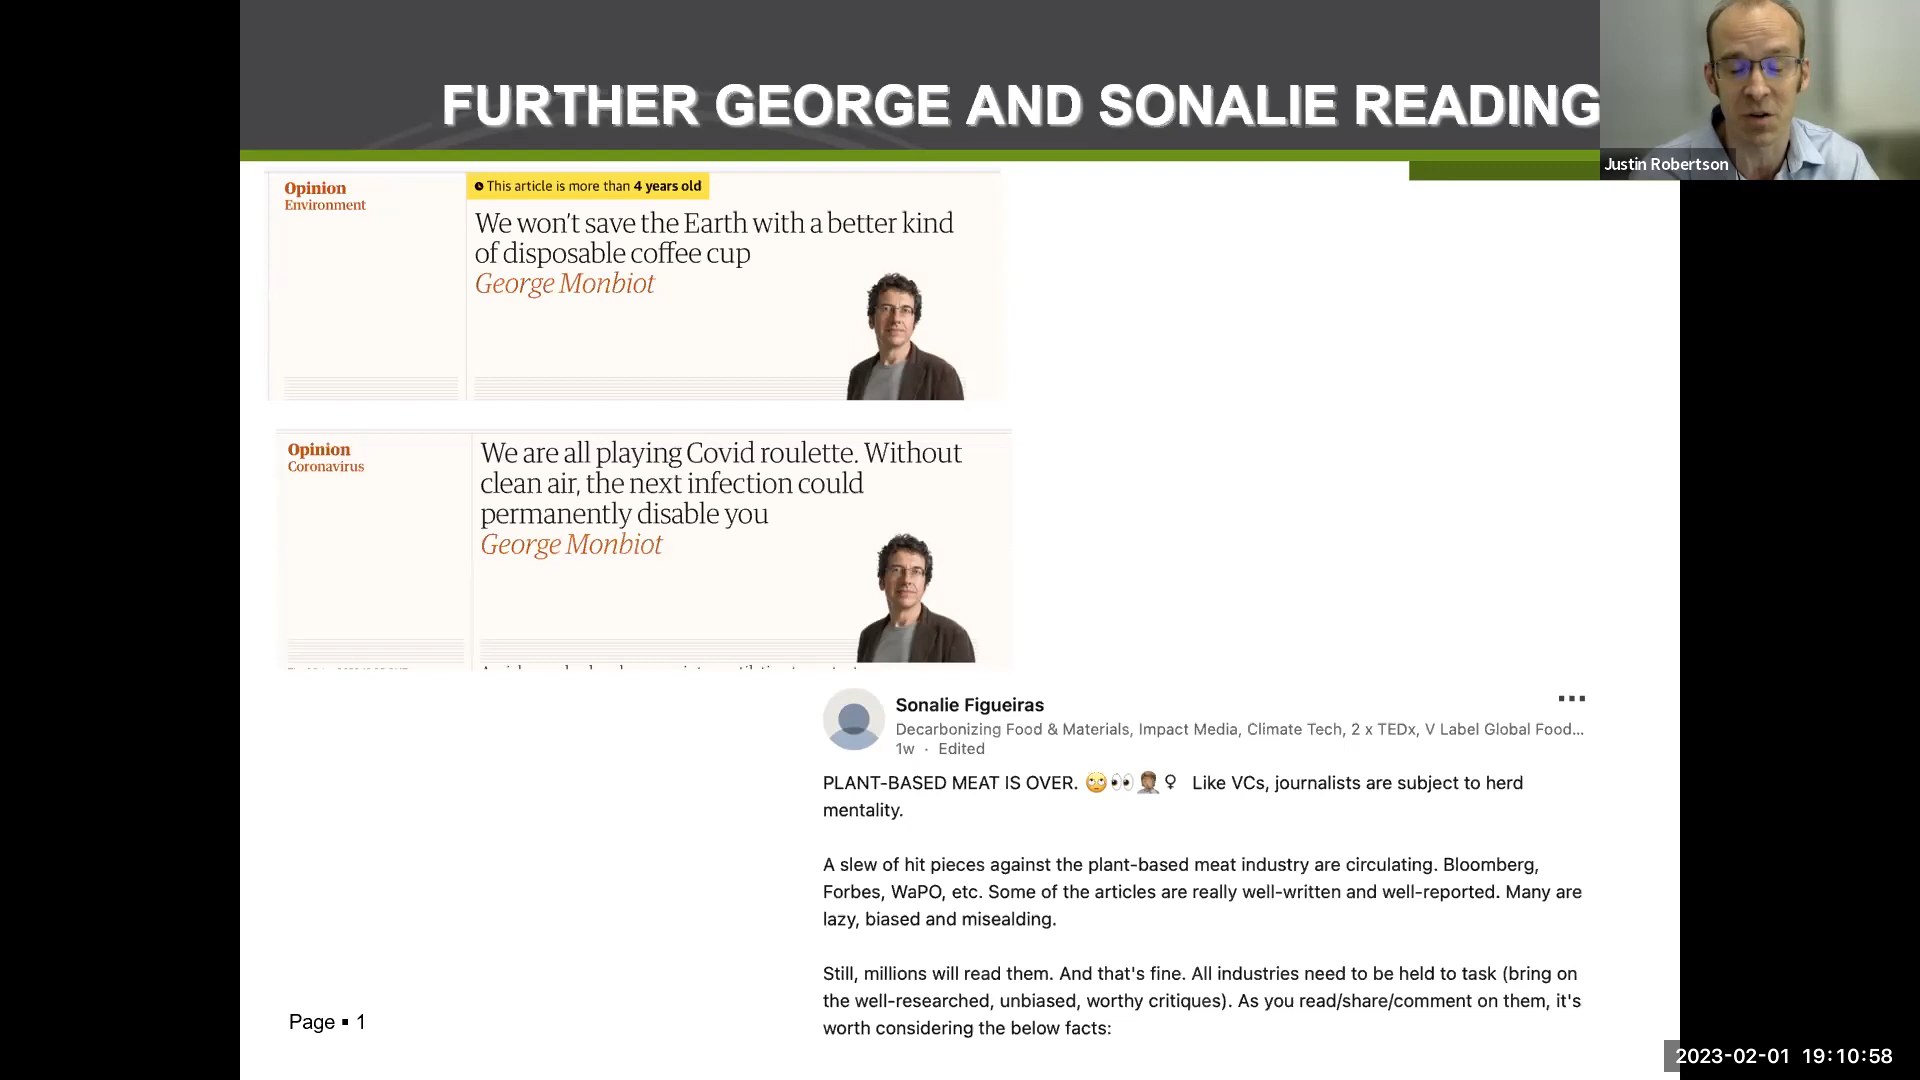 FURTHER GEORGE AND SONALIE READING
Justin Robertson
Opinion
Environment
This article is more than 4 years old
We won't save the Earth with a better kind
of disposable coffee cup
George Monbiot
Opinion
Coronavirus
We are all playing Covid roulette. Without
clean air, the next infection could
permanently disable you
George Monbiot
Sonalie Figueiras
Decarbonizing Food & Materials, Impact Media, Climate Tech, 2 x TEDx, V Label Global Food...
1w · Edited
PLANT-BASED MEAT IS OVER. 🙄👀🤦🏽♀ Like VCs, journalists are subject to herd
mentality.
A slew of hit pieces against the plant-based meat industry are circulating. Bloomberg,
Forbes, WaPO, etc. Some of the articles are really well-written and well-reported. Many are
lazy, biased and misealding.
Still, millions will read them. And that's fine. All industries need to be held to task (bring on
the well-researched, unbiased, worthy critiques). As you read/share/comment on them, it's
worth considering the below facts:
Page ▪ 1
2023-02-01 19:10:58